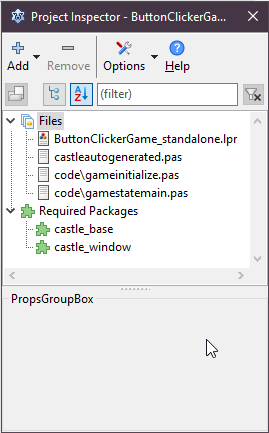 Project Inspector - ButtonClickerGa...
Add Remove Options Help
A Z (filter)
Files
ButtonClickerGame_standalone.lpr
castleautogenerated.pas
code\gameinitialize.pas
code\gamestatemain.pas
Required Packages
castle_base
castle_window
PropsGroupBox